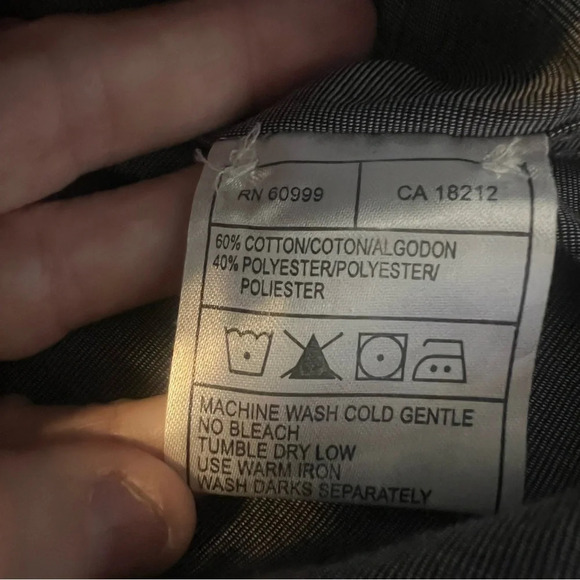 RN 60999
CA 18212
60% COTTON/COTON/ALGODON
40% POLYESTER/POLYESTER/
POLIESTER
MACHINE WASH COLD GENTLE
NO BLEACH
TUMBLE DRY LOW
USE WARM IRON
WASH DARKS SEPARATELY